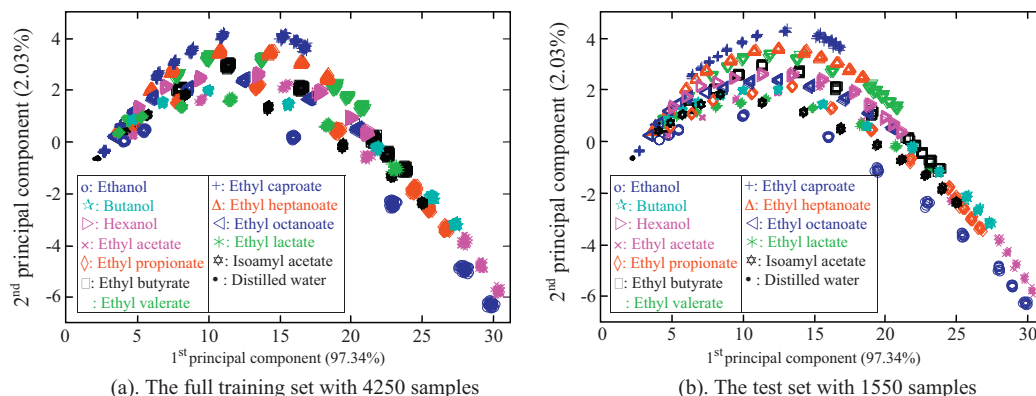 2nd principal component (2.03%)
4
2
0
-2
-4
-6
o: Ethanol
☆: Butanol
▷: Hexanol
×: Ethyl acetate
◊: Ethyl propionate
□: Ethyl butyrate
: Ethyl valerate
+: Ethyl caproate
△: Ethyl heptanoate
◁: Ethyl octanoate
✳: Ethyl lactate
✡: Isoamyl acetate
•: Distilled water
0 5 10 15 20 25 30
1st principal component (97.34%)
(a). The full training set with 4250 samples
2nd principal component (2.03%)
4
2
0
-2
-4
-6
o: Ethanol
☆: Butanol
▷: Hexanol
×: Ethyl acetate
◊: Ethyl propionate
□: Ethyl butyrate
: Ethyl valerate
+: Ethyl caproate
△: Ethyl heptanoate
◁: Ethyl octanoate
✳: Ethyl lactate
✡: Isoamyl acetate
•: Distilled water
0 5 10 15 20 25 30
1st principal component (97.34%)
(b). The test set with 1550 samples